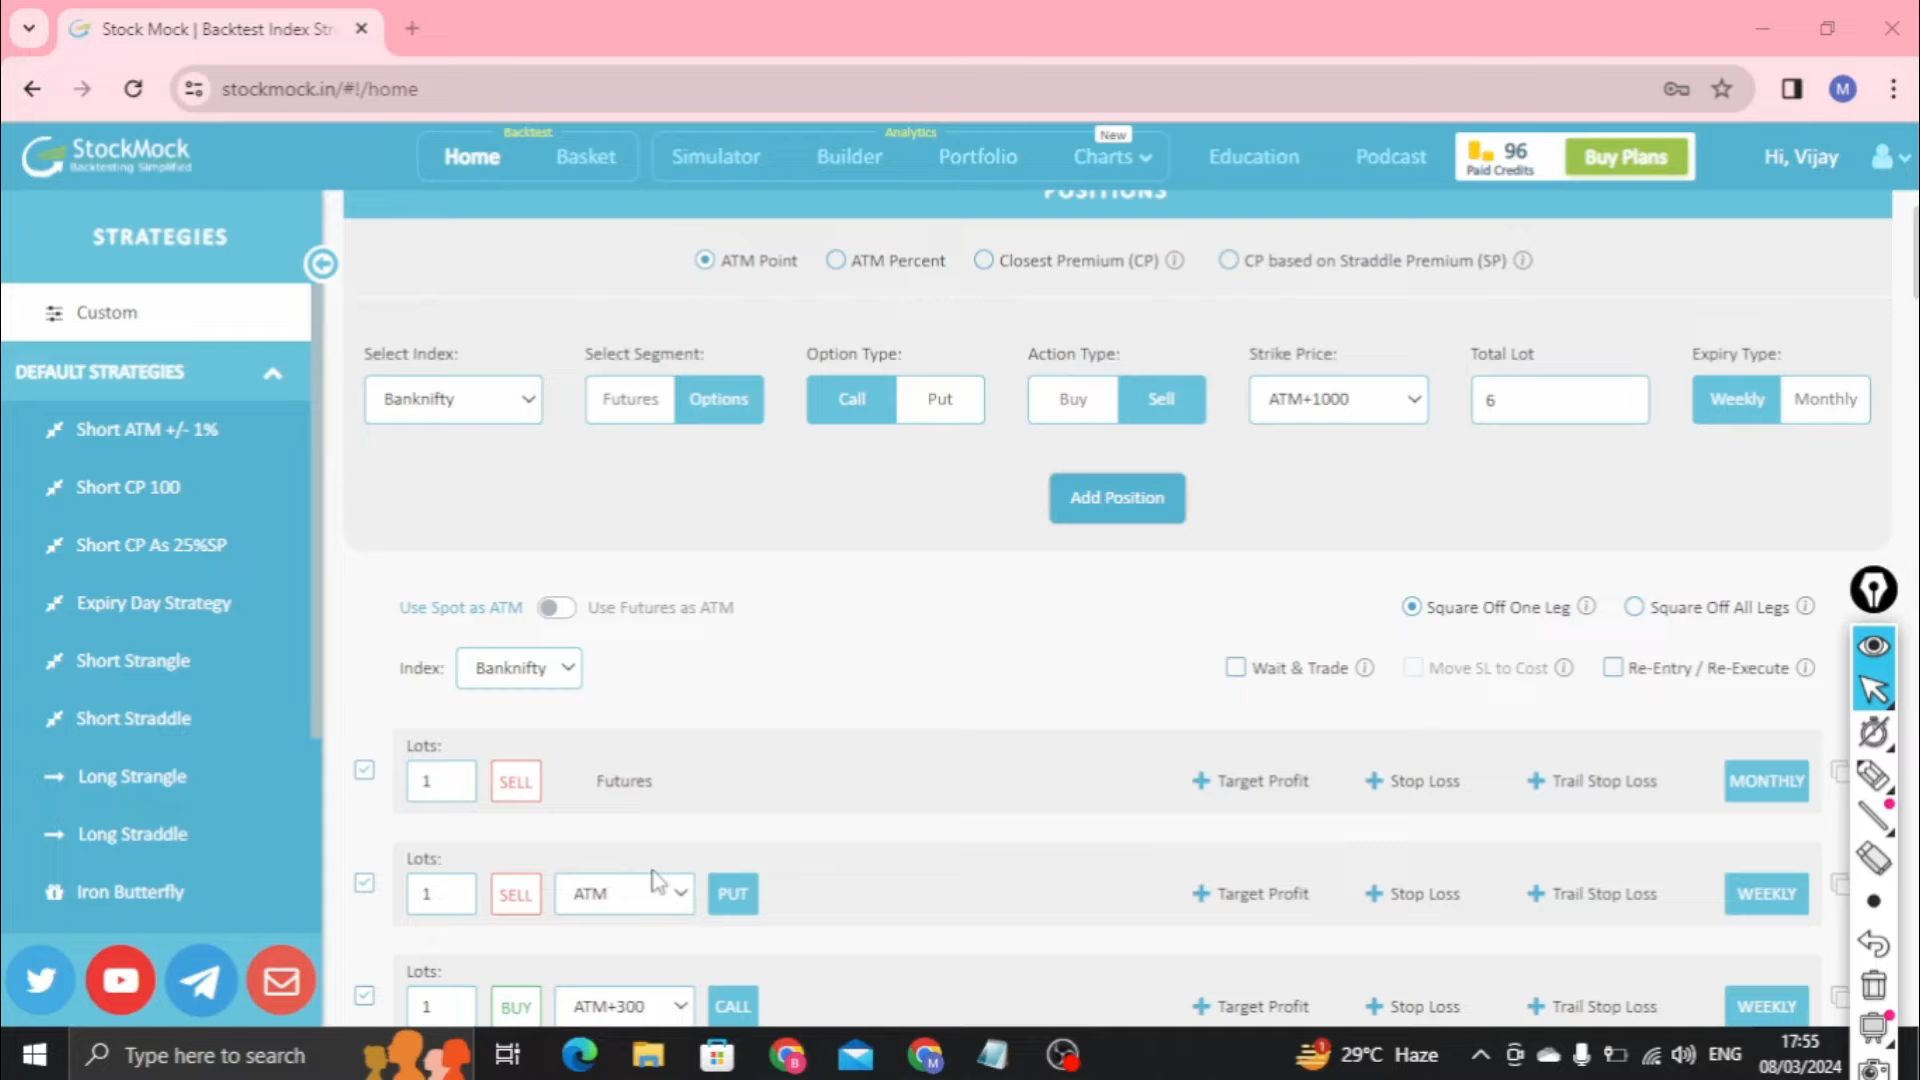 Stock Mock | Backtest Index Str
stockmock.in/#!/home
M
StockMock
Backtesting Simplified
Backtest
Home
Basket
Analytics
Simulator
Builder
Portfolio
New
Charts
Education
Podcast
96
Paid Credits
Buy Plans
Hi, Vijay
STRATEGIES
Custom
DEFAULT STRATEGIES
Short ATM +/- 1%
Short CP 100
Short CP As 25%SP
Expiry Day Strategy
Short Strangle
Short Straddle
Long Strangle
Long Straddle
Iron Butterfly
POSITIONS
ATM Point
ATM Percent
Closest Premium (CP)
CP based on Straddle Premium (SP)
Select Index:
Select Segment:
Option Type:
Action Type:
Strike Price:
Total Lot
Expiry Type:
Banknifty
Futures
Options
Call
Put
Buy
Sell
ATM+1000
6
Weekly
Monthly
Add Position
Use Spot as ATM
Use Futures as ATM
Square Off One Leg
Square Off All Legs
Index:
Banknifty
Wait & Trade
Move SL to Cost
Re-Entry / Re-Execute
Lots:
1
SELL
Futures
+ Target Profit
+ Stop Loss
+ Trail Stop Loss
MONTHLY
Lots:
1
SELL
ATM
PUT
+ Target Profit
+ Stop Loss
+ Trail Stop Loss
WEEKLY
Lots:
1
BUY
ATM+300
CALL
+ Target Profit
+ Stop Loss
+ Trail Stop Loss
WEEKLY
Type here to search
B
M
1
29°C Haze
ENG
17:55
08/03/2024